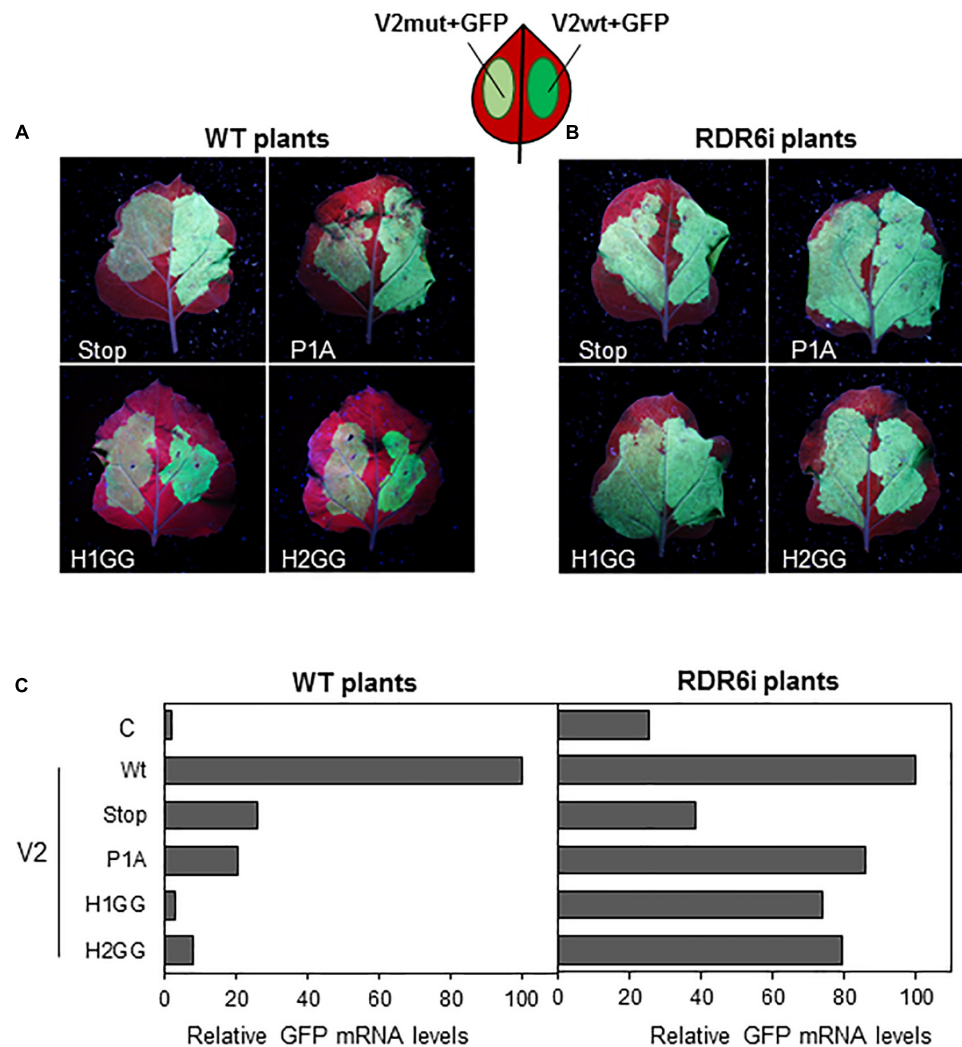 V2mut+GFP V2wt+GFP
A B
WT plants RDR6i plants
Stop P1A Stop P1A
H1GG H2GG H1GG H2GG
C
WT plants RDR6i plants
C
Wt
Stop
V2
P1A
H1GG
H2GG
0 20 40 60 80 100 0 20 40 60 80 100
Relative GFP mRNA levels Relative GFP mRNA levels